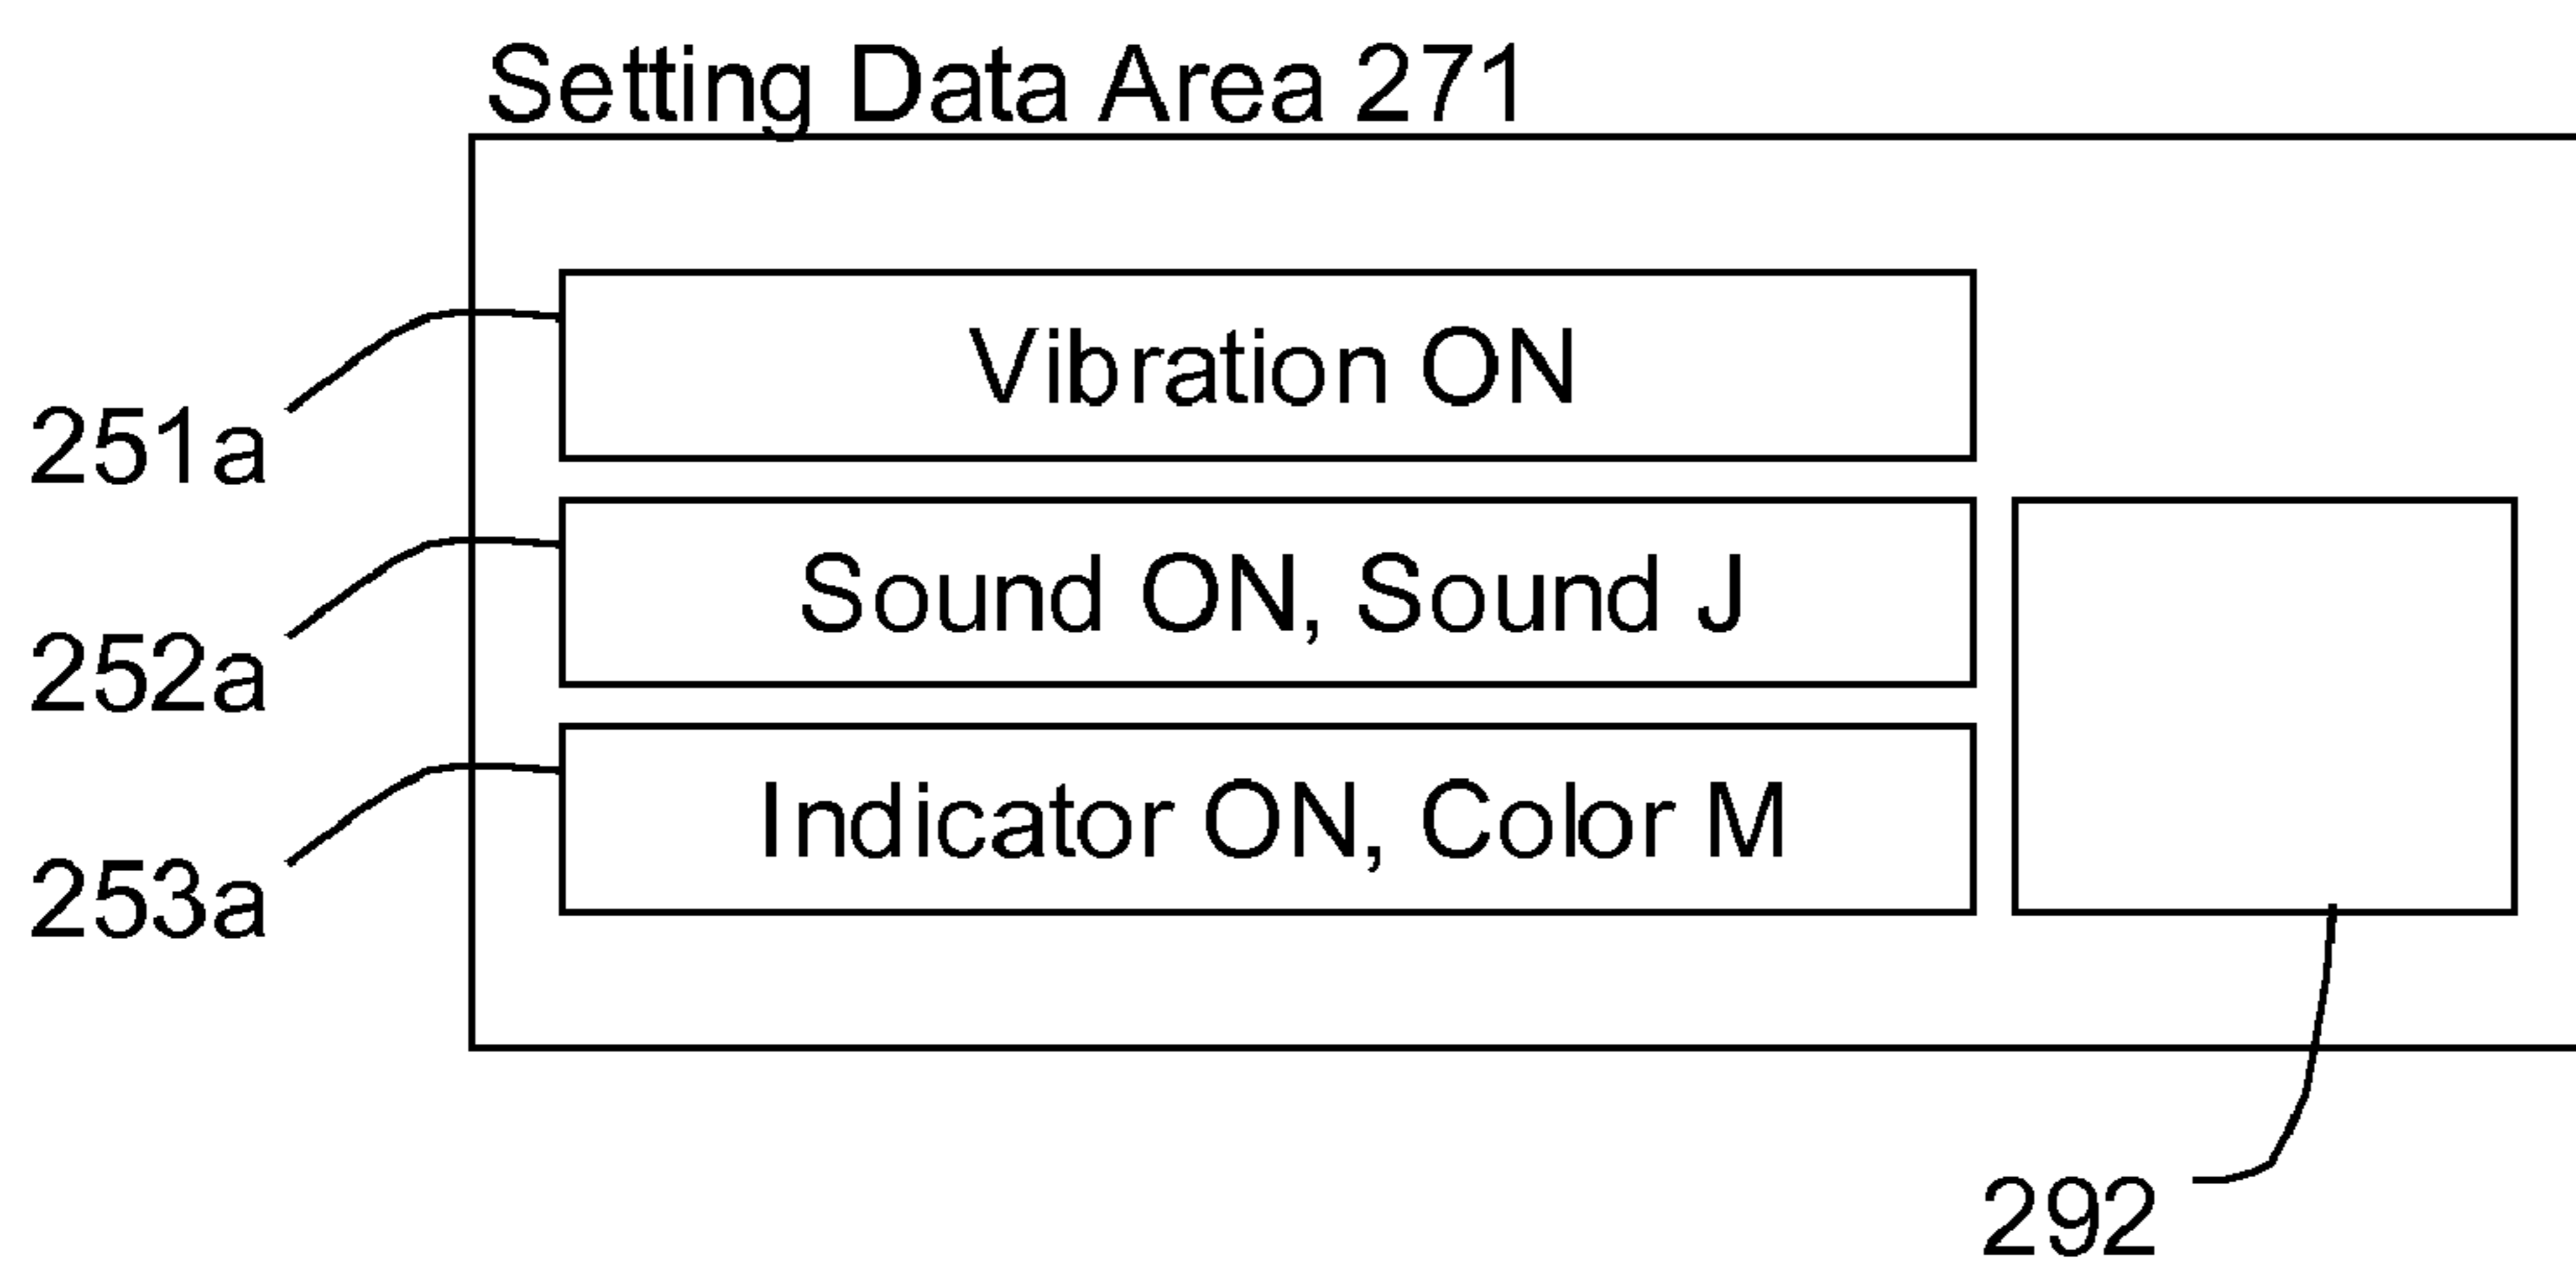 Setting Data Area 271
Vibration ON
251a
Sound ON, Sound J
252a
Indicator ON, Color M
253a
292